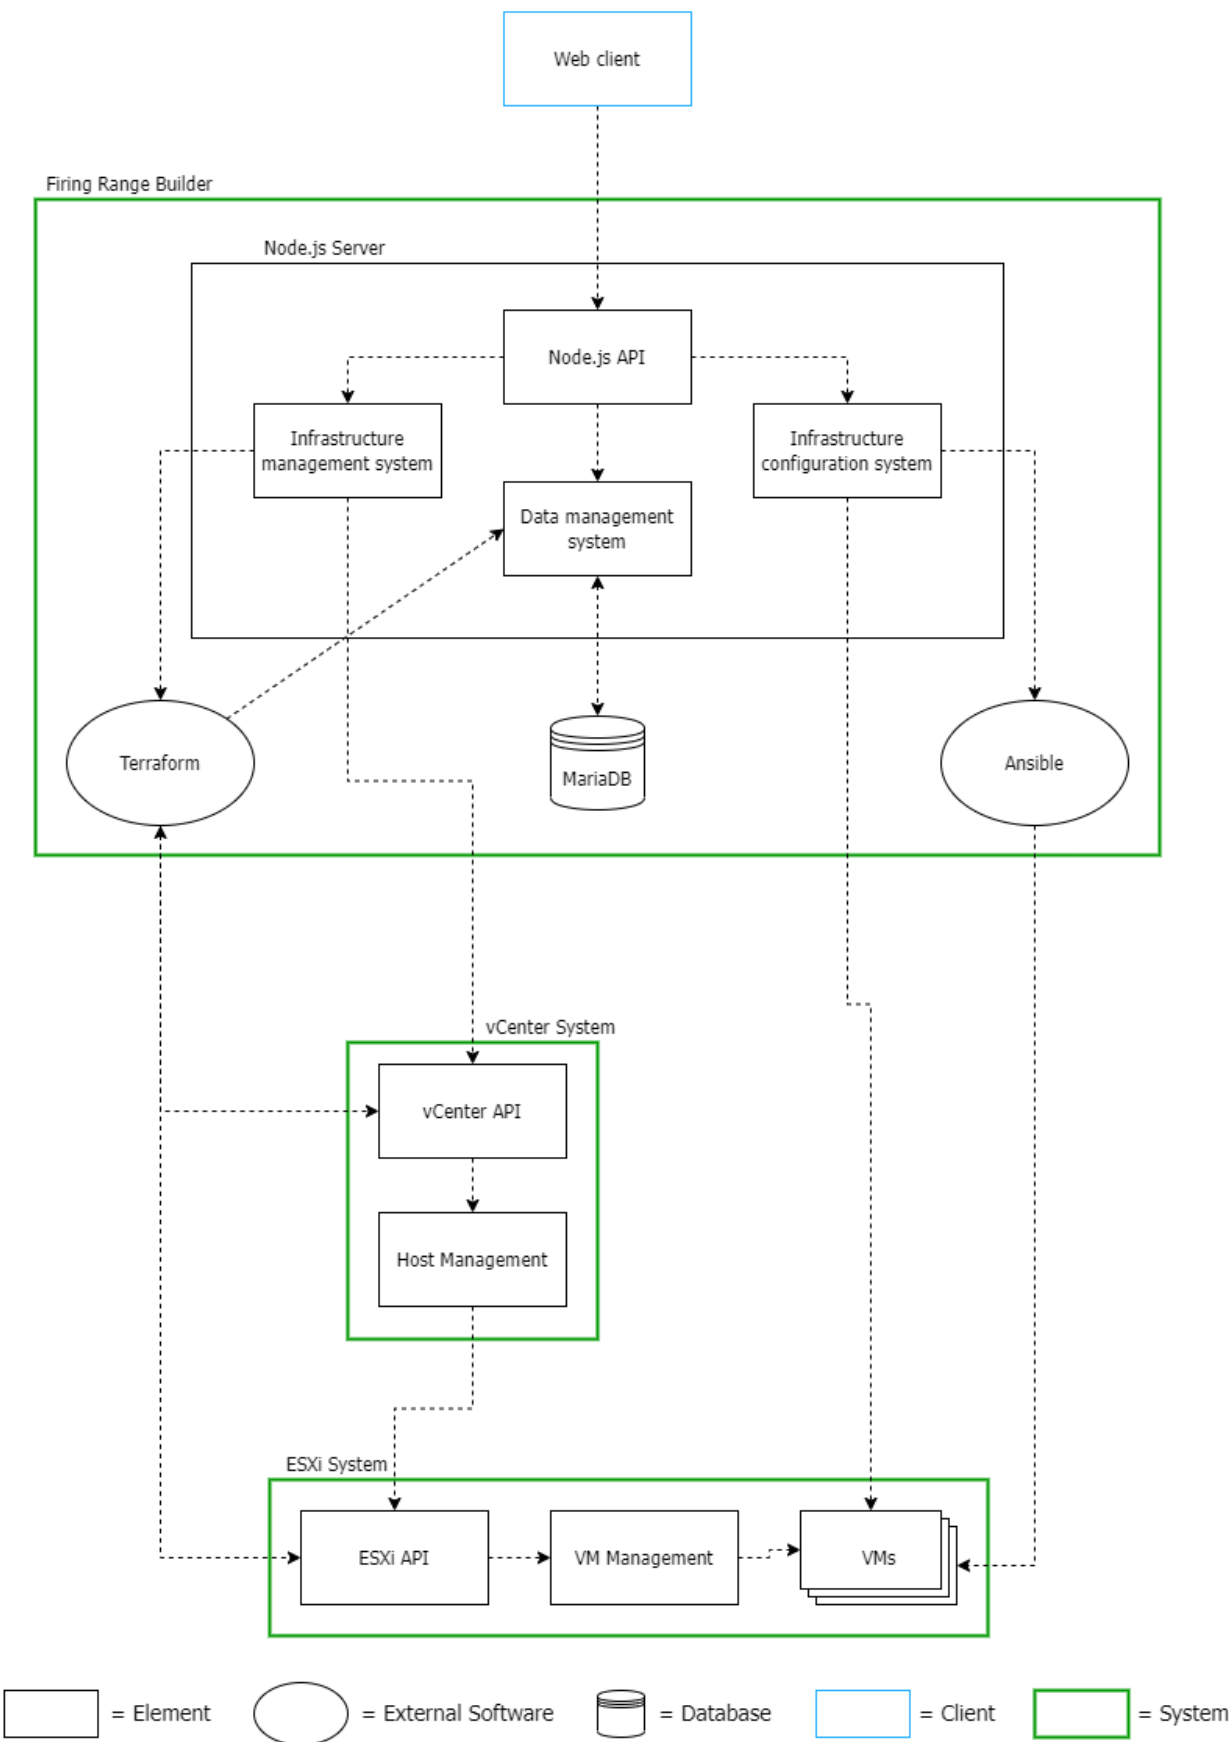 Web client
Firing Range Builder
Node.js Server
Node.js API
Infrastructure
management system
Infrastructure
configuration system
Data management
system
Terraform
MariaDB
Ansible
vCenter System
vCenter API
Host Management
ESXi System
ESXi API
VM Management
VMs
= Element
= External Software
= Database
= Client
= System